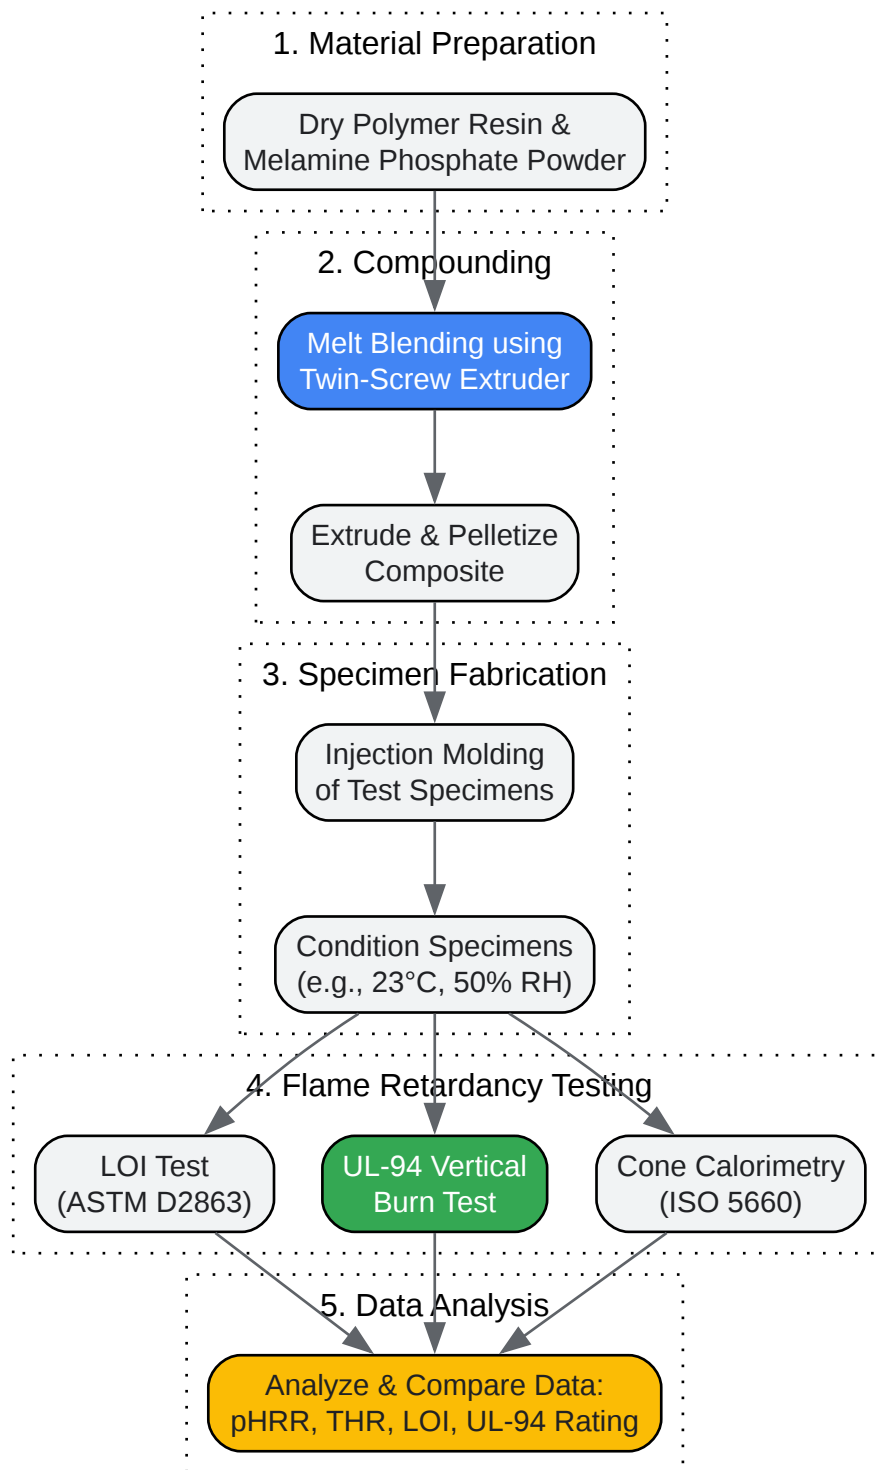 1. Material Preparation
Dry Polymer Resin &
Melamine Phosphate Powder
2. Compounding
Melt Blending using
Twin-Screw Extruder
Extrude & Pelletize
Composite
3. Specimen Fabrication
Injection Molding
of Test Specimens
Condition Specimens
(e.g., 23°C, 50% RH)
4. Flame Retardancy Testing
LOI Test
(ASTM D2863)
UL-94 Vertical
Burn Test
Cone Calorimetry
(ISO 5660)
5. Data Analysis
Analyze & Compare Data:
pHRR, THR, LOI, UL-94 Rating